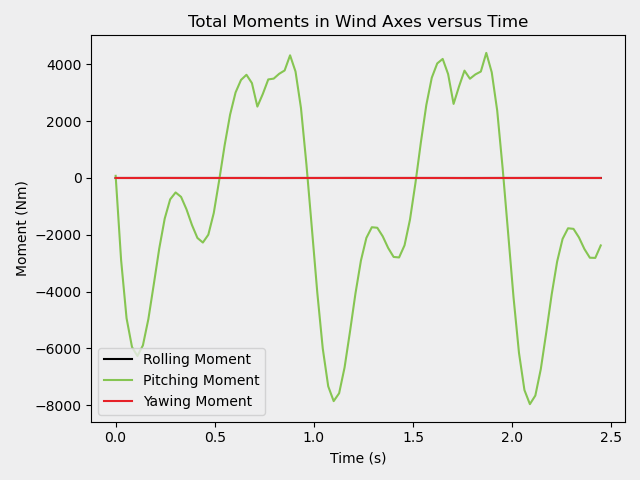 Total Moments in Wind Axes versus Time
Moment (Nm)
4000
2000
0
−2000
−4000
−6000
−8000
Rolling Moment
Pitching Moment
Yawing Moment
0.0 0.5 1.0 1.5 2.0 2.5
Time (s)